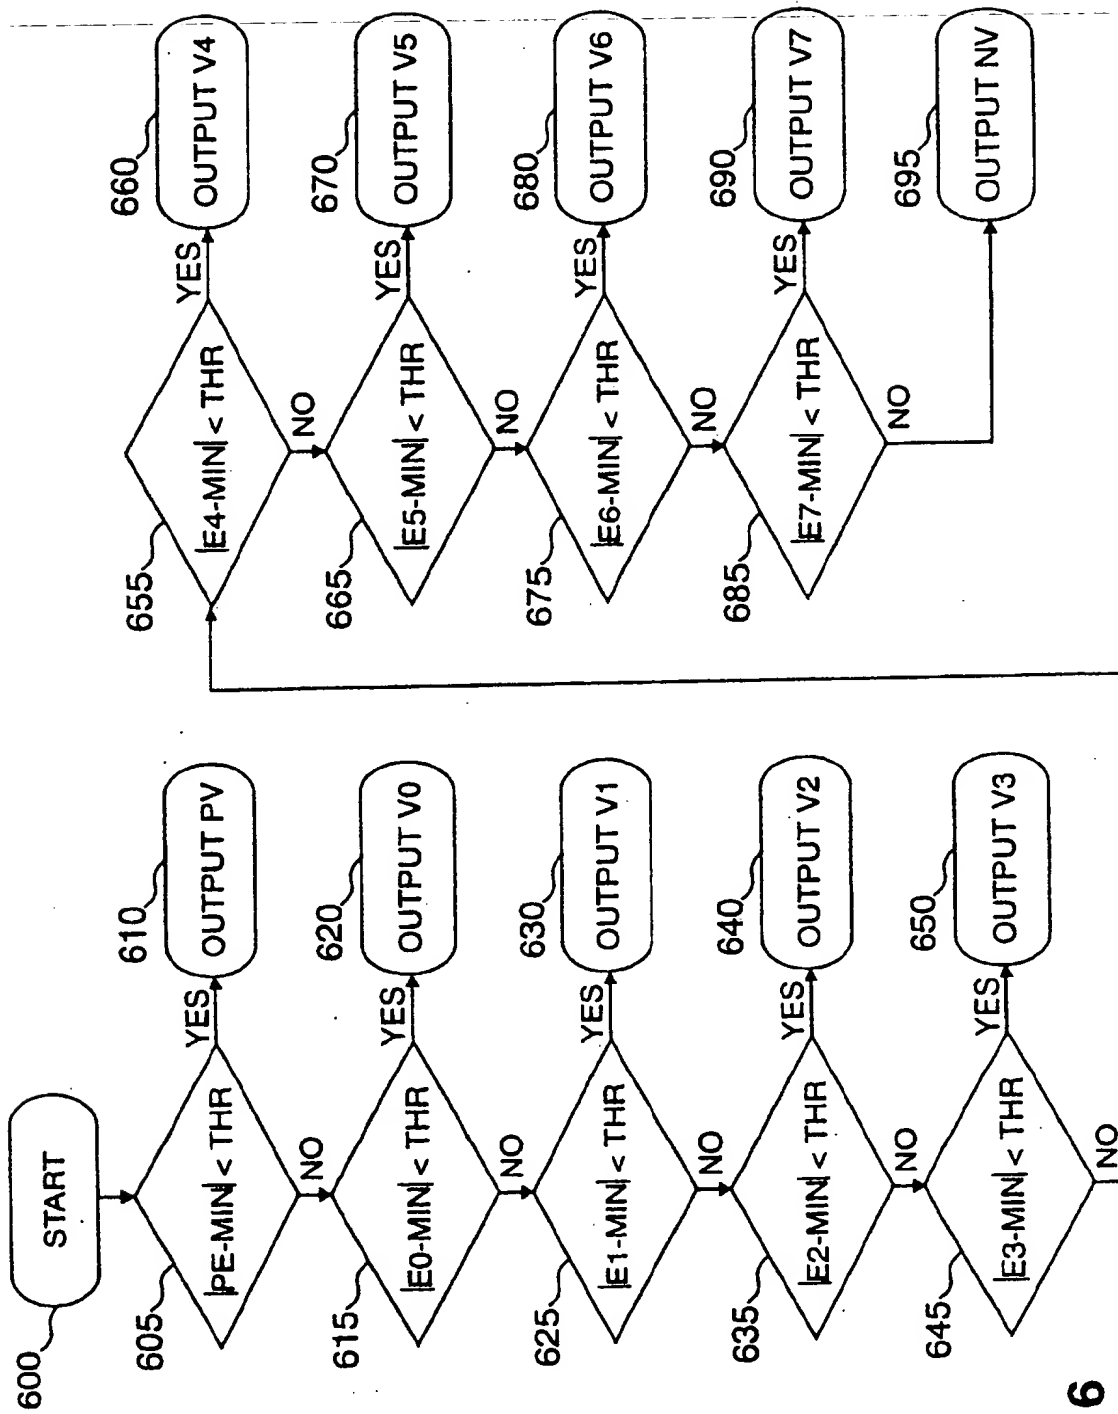 600
START
605
|PE-MIN| < THR
YES
610
OUTPUT PV
NO
615
|E0-MIN| < THR
YES
620
OUTPUT V0
NO
625
|E1-MIN| < THR
YES
630
OUTPUT V1
NO
635
|E2-MIN| < THR
YES
640
OUTPUT V2
NO
645
|E3-MIN| < THR
YES
650
OUTPUT V3
NO
655
|E4-MIN| < THR
YES
660
OUTPUT V4
NO
665
|E5-MIN| < THR
YES
670
OUTPUT V5
NO
675
|E6-MIN| < THR
YES
680
OUTPUT V6
NO
685
|E7-MIN| < THR
YES
690
OUTPUT V7
NO
695
OUTPUT NV
6